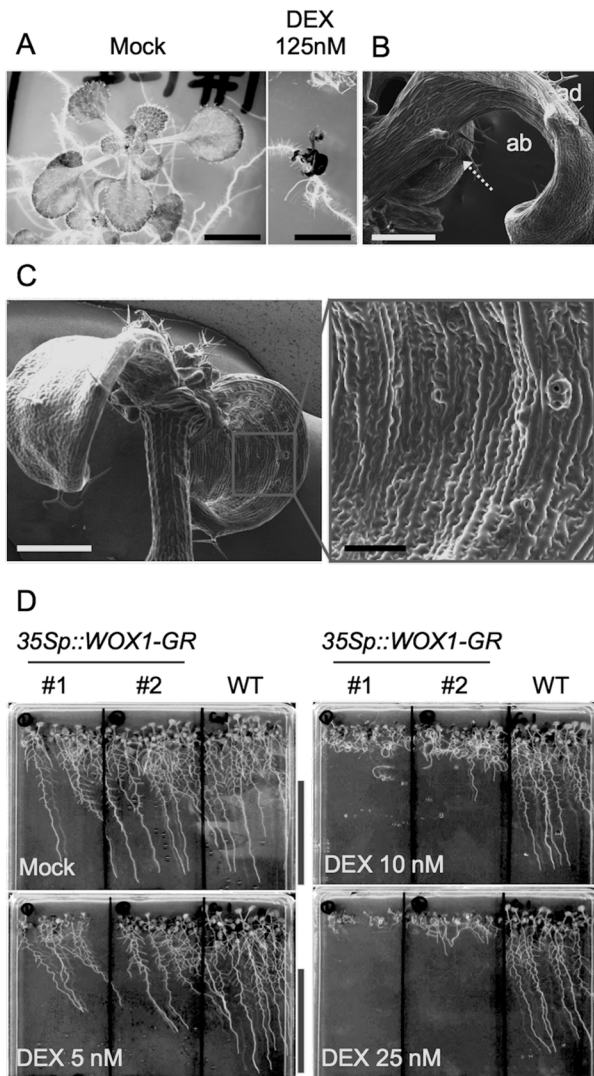 A
Mock
DEX
125nM
B
ad
ab
C
D
35Sp::WOX1-GR
#1 #2 WT
Mock
DEX 5 nM
35Sp::WOX1-GR
#1 #2 WT
DEX 10 nM
DEX 25 nM